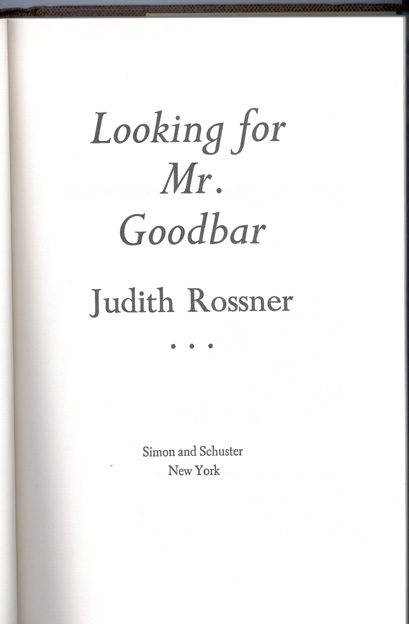 Looking for
Mr.
Goodbar
Judith Rossner
• • •
Simon and Schuster
New York